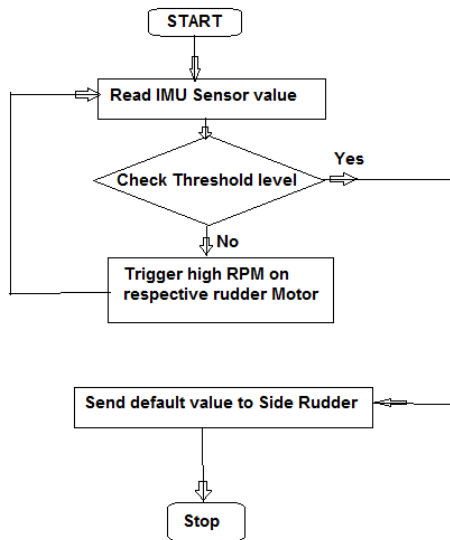 START
Read IMU Sensor value
Check Threshold level
Yes
No
Trigger high RPM on
respective rudder Motor
Send default value to Side Rudder
Stop